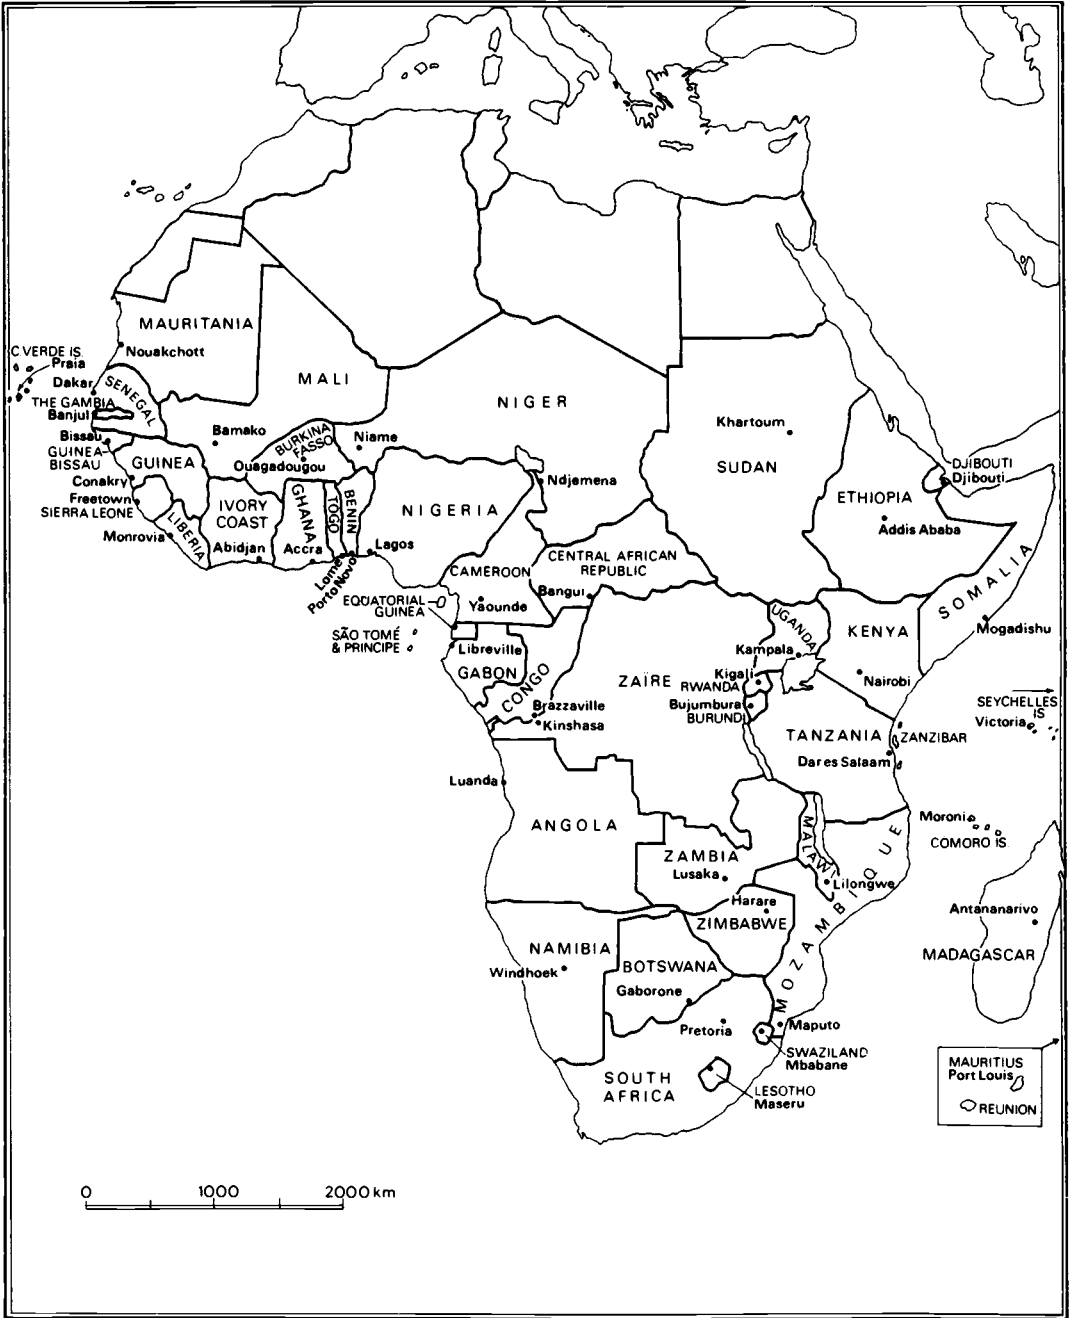 MAURITANIA
Nouakchott
C.VERDE IS.
Praia
Dakar
SENEGAL
THE GAMBIA
Banjul
MALI
NIGER
Bissau
GUINEA-
BISSAU
Bamako
BURKINA
FASSO
Niame
Ouagadougou
GUINEA
Conakry
Freetown
SIERRA LEONE
Monrovia
LIBERIA
IVORY
COAST
Abidjan
GHANA
Accra
TOGO
BENIN
Lome
Porto Novo
Lagos
NIGERIA
Ndjemena
Khartoum
SUDAN
DJIBOUTI
Djibouti
ETHIOPIA
Addis Ababa
SOMALIA
Mogadishu
CENTRAL AFRICAN
REPUBLIC
Bangui
CAMEROON
Yaounde
EQUATORIAL
GUINEA
SÃO TOMÉ
& PRINCIPE
Libreville
GABON
CONGO
Brazzaville
Kinshasa
ZAÏRE
UGANDA
Kampala
KENYA
Nairobi
Kigali
RWANDA
Bujumbura
BURUNDI
TANZANIA
ZANZIBAR
Dar es Salaam
SEYCHELLES
IS
Victoria
Luanda
ANGOLA
ZAMBIA
Lusaka
MALAWI
Lilongwe
Moroni
COMORO IS.
MOZAMBIQUE
Harare
ZIMBABWE
Antananarivo
MADAGASCAR
NAMIBIA
Windhoek
BOTSWANA
Gaborone
Pretoria
Maputo
SWAZILAND
Mbabane
SOUTH
AFRICA
LESOTHO
Maseru
MAURITIUS
Port Louis
REUNION
0 1000 2000 km